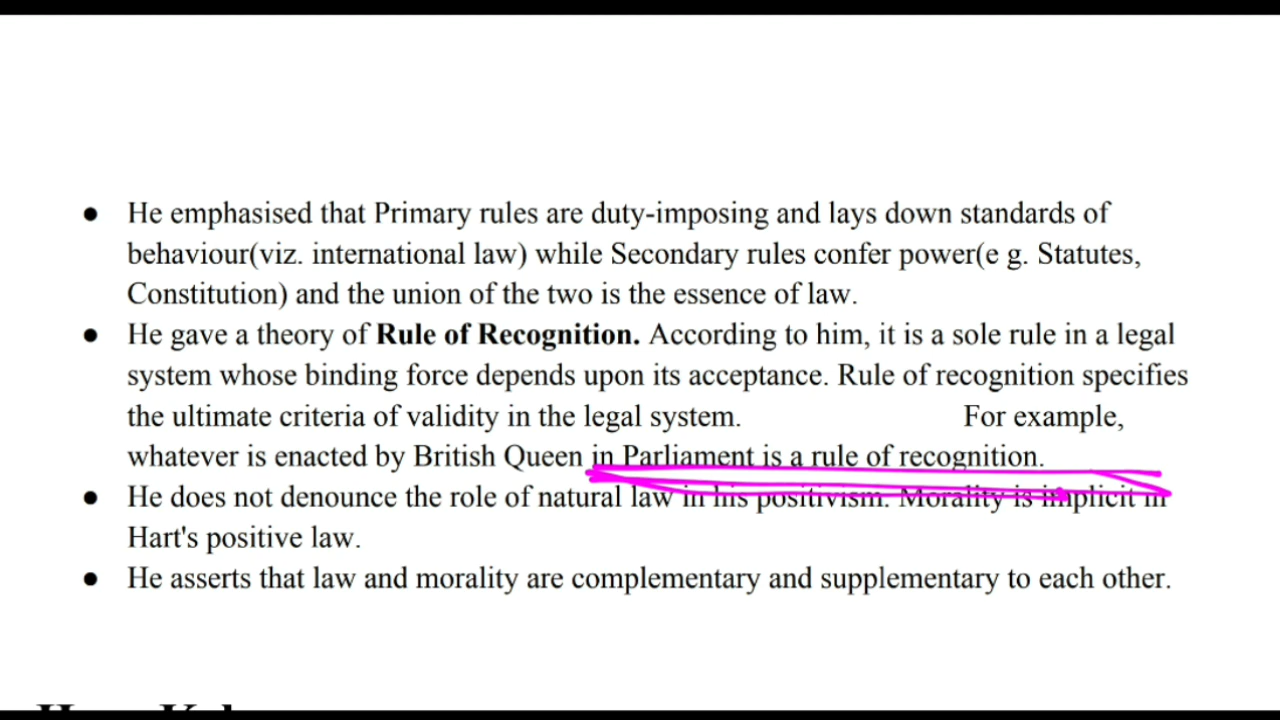 ● He emphasised that Primary rules are duty-imposing and lays down standards of
behaviour(viz. international law) while Secondary rules confer power(e g. Statutes,
Constitution) and the union of the two is the essence of law.
● He gave a theory of Rule of Recognition. According to him, it is a sole rule in a legal
system whose binding force depends upon its acceptance. Rule of recognition specifies
the ultimate criteria of validity in the legal system. For example,
whatever is enacted by British Queen in Parliament is a rule of recognition.
● He does not denounce the role of natural law in his positivism. Morality is implicit in
Hart's positive law.
● He asserts that law and morality are complementary and supplementary to each other.